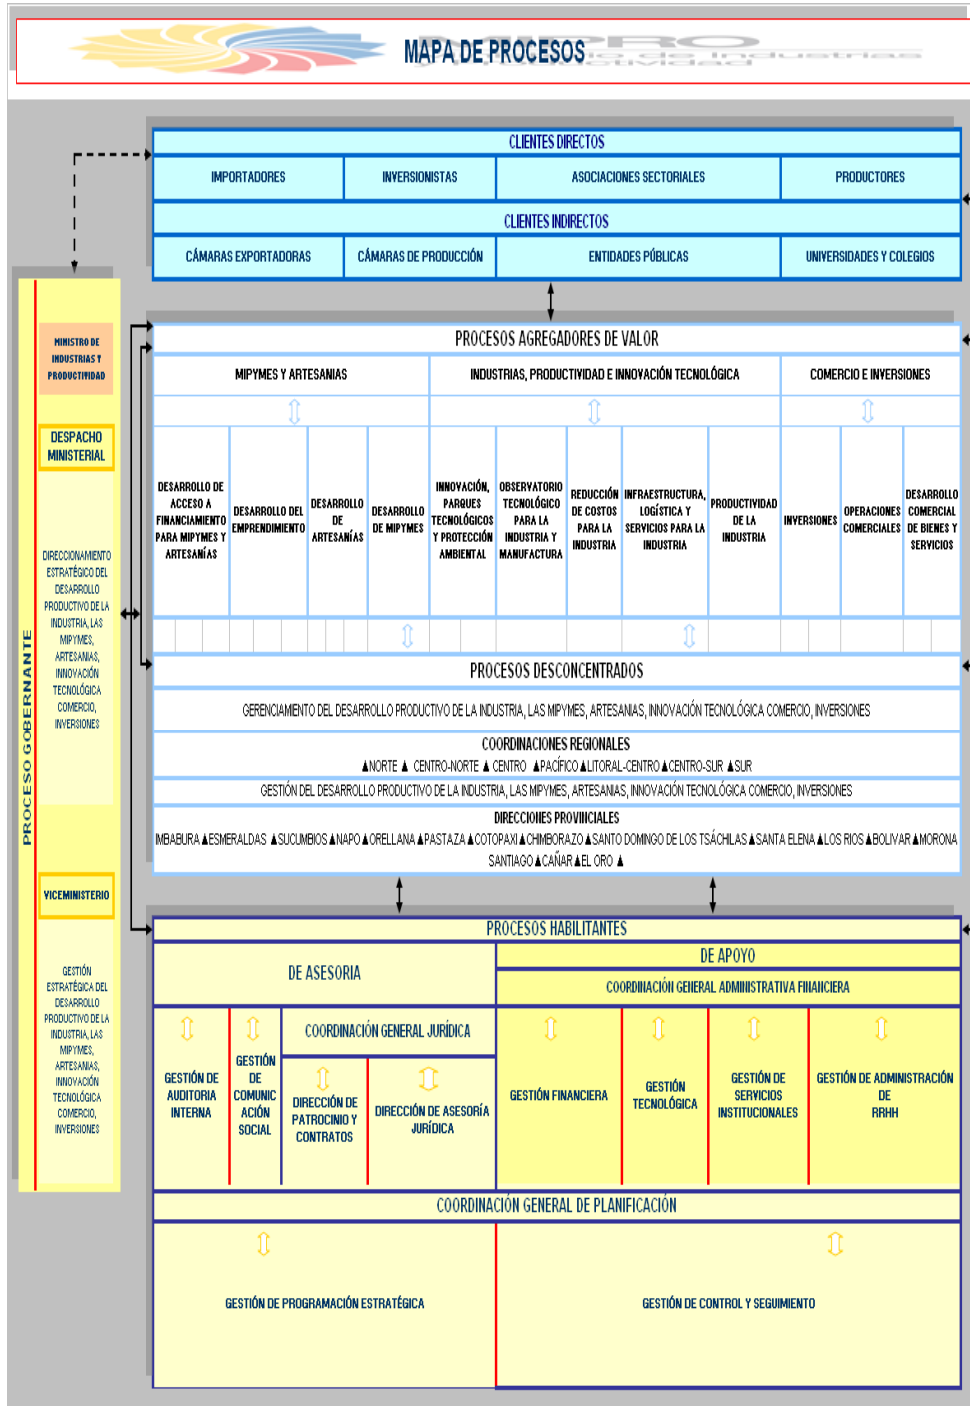 MAPA DE PROCESOS
MIPRO
CLIENTES DIRECTOS
IMPORTADORES
INVERSIONISTAS
ASOCIACIONES SECTORIALES
PRODUCTORES
CLIENTES INDIRECTOS
CÁMARAS EXPORTADORAS
CÁMARAS DE PRODUCCIÓN
ENTIDADES PÚBLICAS
UNIVERSIDADES Y COLEGIOS
PROCESO GOBERNANTE
MINISTRO DE
INDUSTRIAS Y
PRODUCTIVIDAD
DESPACHO
MINISTERIAL
DIRECCIONAMIENTO
ESTRATÉGICO DEL
DESARROLLO
PRODUCTIVO DE LA
INDUSTRIA, LAS
MIPYMES,
ARTESANIAS,
INNOVACIÓN
TECNOLÓGICA
COMERCIO,
INVERSIONES
VICEMINISTERIO
GESTIÓN
ESTRATÉGICA DEL
DESARROLLO
PRODUCTIVO DE LA
INDUSTRIA, LAS
MIPYMES,
ARTESANIAS,
INNOVACIÓN
TECNOLÓGICA
COMERCIO,
INVERSIONES
PROCESOS AGREGADORES DE VALOR
MIPYMES Y ARTESANIAS
INDUSTRIAS, PRODUCTIVIDAD E INNOVACIÓN TECNOLÓGICA
COMERCIO E INVERSIONES
DESARROLLO DE
ACCESO A
FINANCIAMIENTO
PARA MIPYMES Y
ARTESANÍAS
DESARROLLO DEL
EMPRENDIMIENTO
DESARROLLO
DE
ARTESANÍAS
DESARROLLO
DE MIPYMES
INNOVACIÓN,
PARQUES
TECNOLÓGICOS
Y PROTECCIÓN
AMBIENTAL
OBSERVATORIO
TECNOLÓGICO
PARA LA
INDUSTRIA Y
MANUFACTURA
REDUCCIÓN
DE COSTOS
PARA LA
INDUSTRIA
INFRAESTRUCTURA,
LOGÍSTICA Y
SERVICIOS PARA LA
INDUSTRIA
PRODUCTIVIDAD
DE LA
INDUSTRIA
INVERSIONES
OPERACIONES
COMERCIALES
DESARROLLO
COMERCIAL
DE BIENES Y
SERVICIOS
PROCESOS DESCONCENTRADOS
GERENCIAMIENTO DEL DESARROLLO PRODUCTIVO DE LA INDUSTRIA, LAS MIPYMES, ARTESANIAS, INNOVACIÓN TECNOLÓGICA COMERCIO, INVERSIONES
COORDINACIONES REGIONALES
▲NORTE ▲ CENTRO-NORTE ▲ CENTRO ▲PACÍFICO▲LITORAL-CENTRO▲CENTRO-SUR ▲SUR
GESTIÓN DEL DESARROLLO PRODUCTIVO DE LA INDUSTRIA, LAS MIPYMES, ARTESANIAS, INNOVACIÓN TECNOLÓGICA COMERCIO, INVERSIONES
DIRECCIONES PROVINCIALES
IMBABURA▲ESMERALDAS ▲SUCUMBIOS▲NAPO▲ORELLANA▲PASTAZA▲COTOPAXI▲CHIMBORAZO▲SANTO DOMINGO DE LOS TSÁCHILAS▲SANTA ELENA▲LOS RIOS▲BOLIVAR▲MORONA
SANTIAGO▲CAÑAR▲EL ORO ▲
PROCESOS HABILITANTES
DE ASESORIA
DE APOYO
COORDINACIÓN GENERAL ADMINISTRATIVA FINANCIERA
COORDINACIÓN GENERAL JURÍDICA
GESTIÓN DE
AUDITORIA
INTERNA
GESTIÓN
DE
COMUNIC
ACIÓN
SOCIAL
DIRECCIÓN DE
PATROCINIO Y
CONTRATOS
DIRECCIÓN DE ASESORÍA
JURÍDICA
GESTIÓN FINANCIERA
GESTIÓN
TECNOLÓGICA
GESTIÓN DE
SERVICIOS
INSTITUCIONALES
GESTIÓN DE ADMINISTRACIÓN
DE
RRHH
COORDINACIÓN GENERAL DE PLANIFICACIÓN
GESTIÓN DE PROGRAMACIÓN ESTRATÉGICA
GESTIÓN DE CONTROL Y SEGUIMIENTO